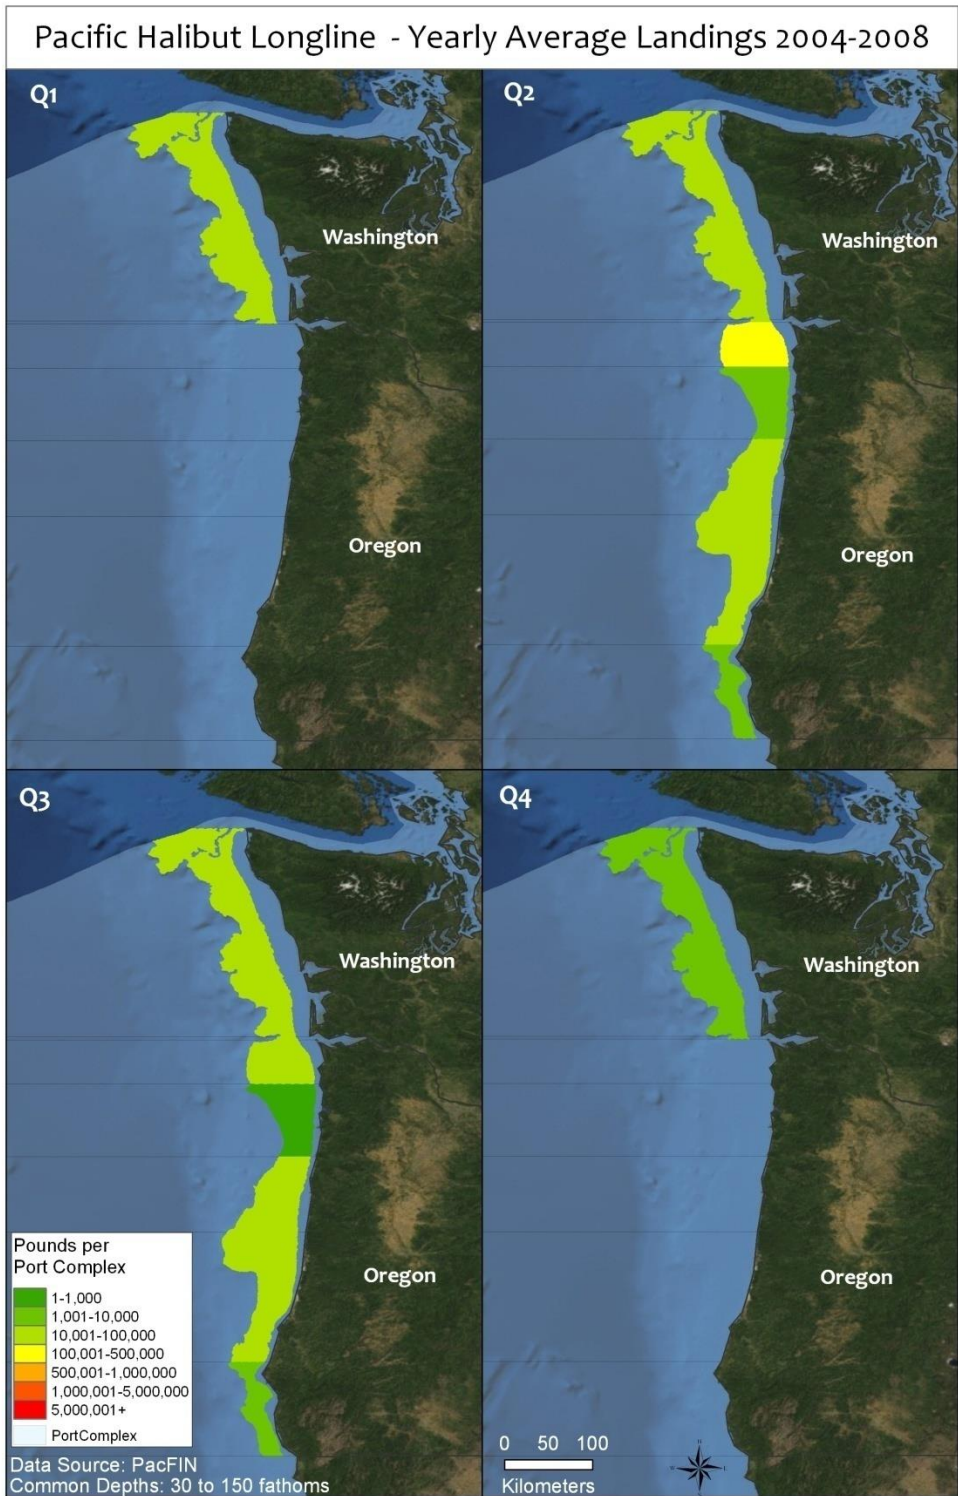 Pacific Halibut Longline - Yearly Average Landings 2004-2008
Q1
Washington
Oregon
Q2
Washington
Oregon
Q3
Washington
Oregon
Pounds per
Port Complex
1-1,000
1,001-10,000
10,001-100,000
100,001-500,000
500,001-1,000,000
1,000,001-5,000,000
5,000,001+
PortComplex
Data Source: PacFIN
Common Depths: 30 to 150 fathoms
Q4
Washington
Oregon
0 50 100
Kilometers